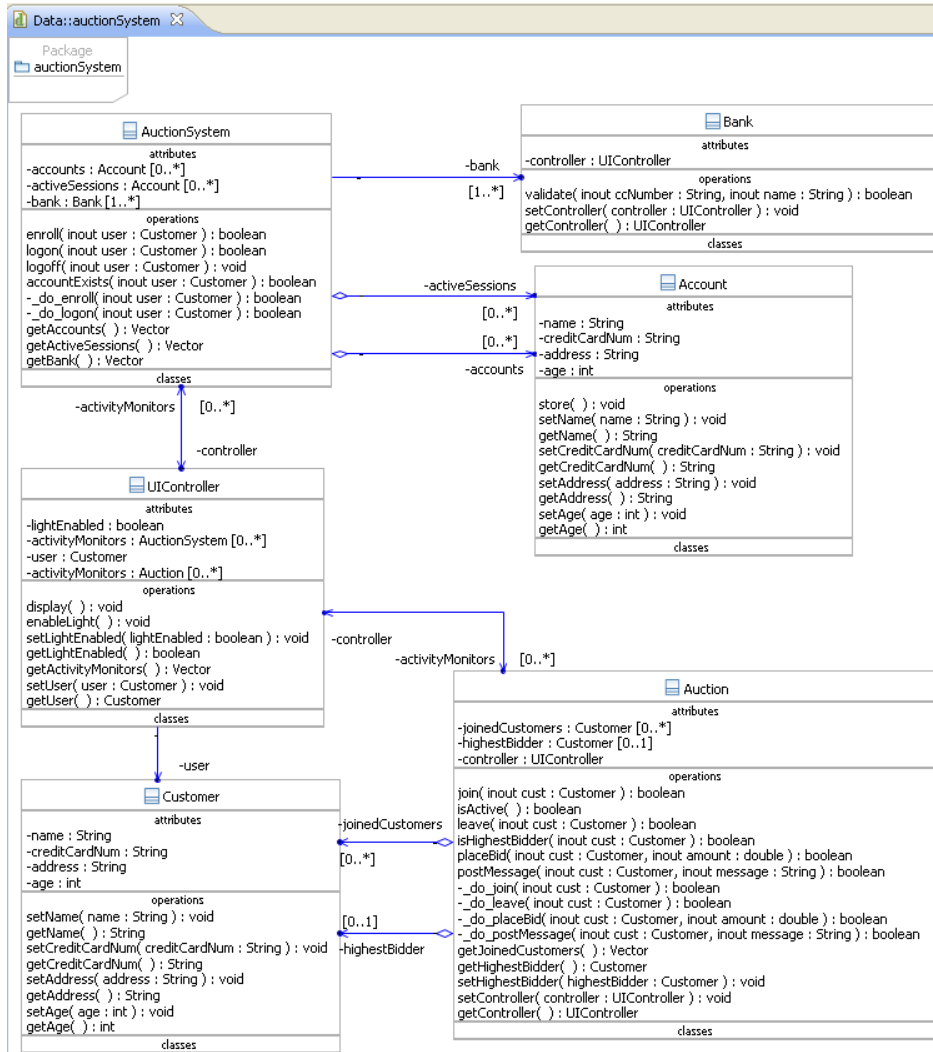 Data::auctionSystem
Package
auctionSystem
AuctionSystem
attributes
-accounts : Account [0..*]
-activeSessions : Account [0..*]
-bank : Bank [1..*]
operations
enroll( inout user : Customer ) : boolean
logon( inout user : Customer ) : boolean
logoff( inout user : Customer ) : void
accountExists( inout user : Customer ) : boolean
-_do_enroll( inout user : Customer ) : boolean
-_do_logon( inout user : Customer ) : boolean
getAccounts( ) : Vector
getActiveSessions( ) : Vector
getBank( ) : Vector
classes
-bank
[1..*]
Bank
attributes
-controller : UIController
operations
validate( inout ccNumber : String, inout name : String ) : boolean
setController( controller : UIController ) : void
getController( ) : UIController
classes
-activeSessions
[0..*]
[0..*]
-accounts
Account
attributes
-name : String
-creditCardNum : String
-address : String
-age : int
operations
store( ) : void
setName( name : String ) : void
getName( ) : String
setCreditCardNum( creditCardNum : String ) : void
getCreditCardNum( ) : String
setAddress( address : String ) : void
getAddress( ) : String
setAge( age : int ) : void
getAge( ) : int
classes
-activityMonitors [0..*]
-controller
UIController
attributes
-lightEnabled : boolean
-activityMonitors : AuctionSystem [0..*]
-user : Customer
-activityMonitors : Auction [0..*]
operations
display( ) : void
enableLight( ) : void
setLightEnabled( lightEnabled : boolean ) : void
getLightEnabled( ) : boolean
getActivityMonitors( ) : Vector
setUser( user : Customer ) : void
getUser( ) : Customer
classes
-controller
-activityMonitors [0..*]
-user
Auction
attributes
-joinedCustomers : Customer [0..*]
-highestBidder : Customer [0..1]
-controller : UIController
operations
join( inout cust : Customer ) : boolean
isActive( ) : boolean
leave( inout cust : Customer ) : boolean
isHighestBidder( inout cust : Customer ) : boolean
placeBid( inout cust : Customer, inout amount : double ) : boolean
postMessage( inout cust : Customer, inout message : String ) : boolean
-_do_join( inout cust : Customer ) : boolean
-_do_leave( inout cust : Customer ) : boolean
-_do_placeBid( inout cust : Customer, inout amount : double ) : boolean
-_do_postMessage( inout cust : Customer, inout message : String ) : boolean
getJoinedCustomers( ) : Vector
getHighestBidder( ) : Customer
setHighestBidder( highestBidder : Customer ) : void
setController( controller : UIController ) : void
getController( ) : UIController
classes
-joinedCustomers
[0..*]
[0..1]
-highestBidder
Customer
attributes
-name : String
-creditCardNum : String
-address : String
-age : int
operations
setName( name : String ) : void
getName( ) : String
setCreditCardNum( creditCardNum : String ) : void
getCreditCardNum( ) : String
setAddress( address : String ) : void
getAddress( ) : String
setAge( age : int ) : void
getAge( ) : int
classes